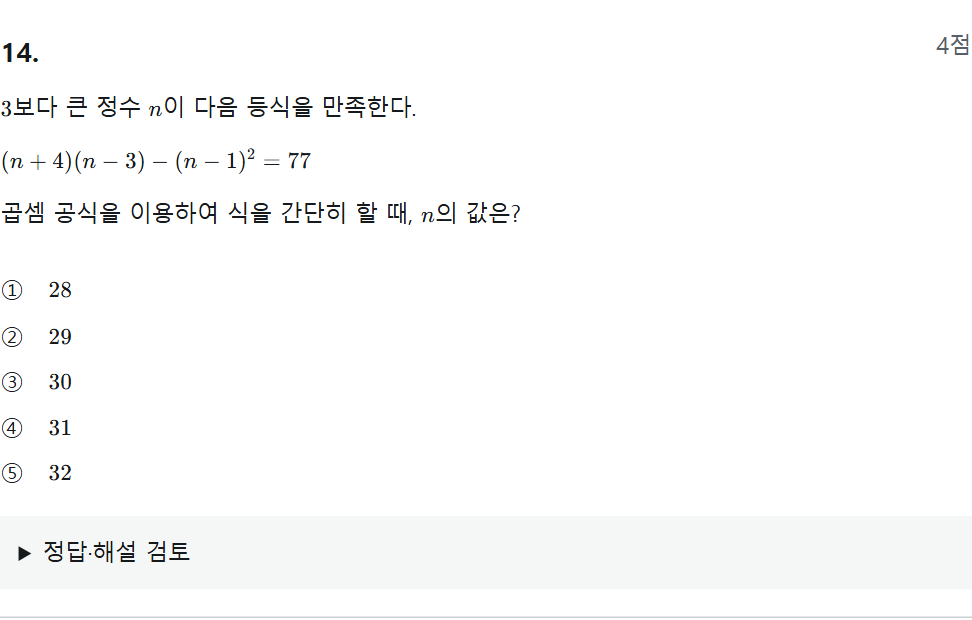 14.
4점
3보다 큰 정수 n이 다음 등식을 만족한다.
(n + 4)(n − 3) − (n − 1)² = 77
곱셈 공식을 이용하여 식을 간단히 할 때, n의 값은?
① 28
② 29
③ 30
④ 31
⑤ 32
▶ 정답·해설 검토